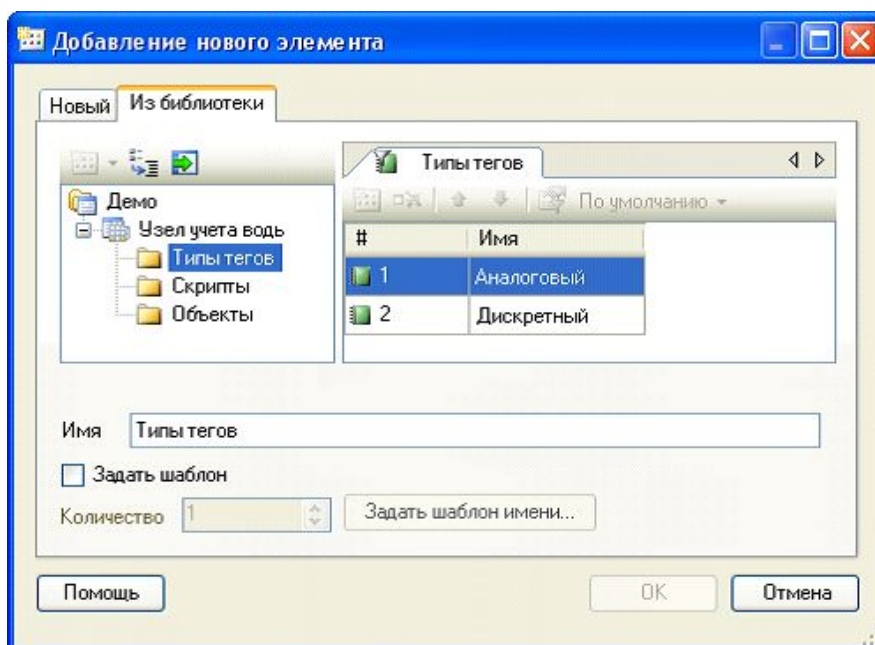 Добавление нового элемента
Новый Из библиотеки
Типы тегов
Демо
По умолчанию
Узел учета водь
# Имя
Типы тегов
1 Аналоговый
Скрипты
Объекты
2 Дискретный
Имя Типы тегов
Задать шаблон
Количество 1 Задать шаблон имени...
Помощь OK Отмена